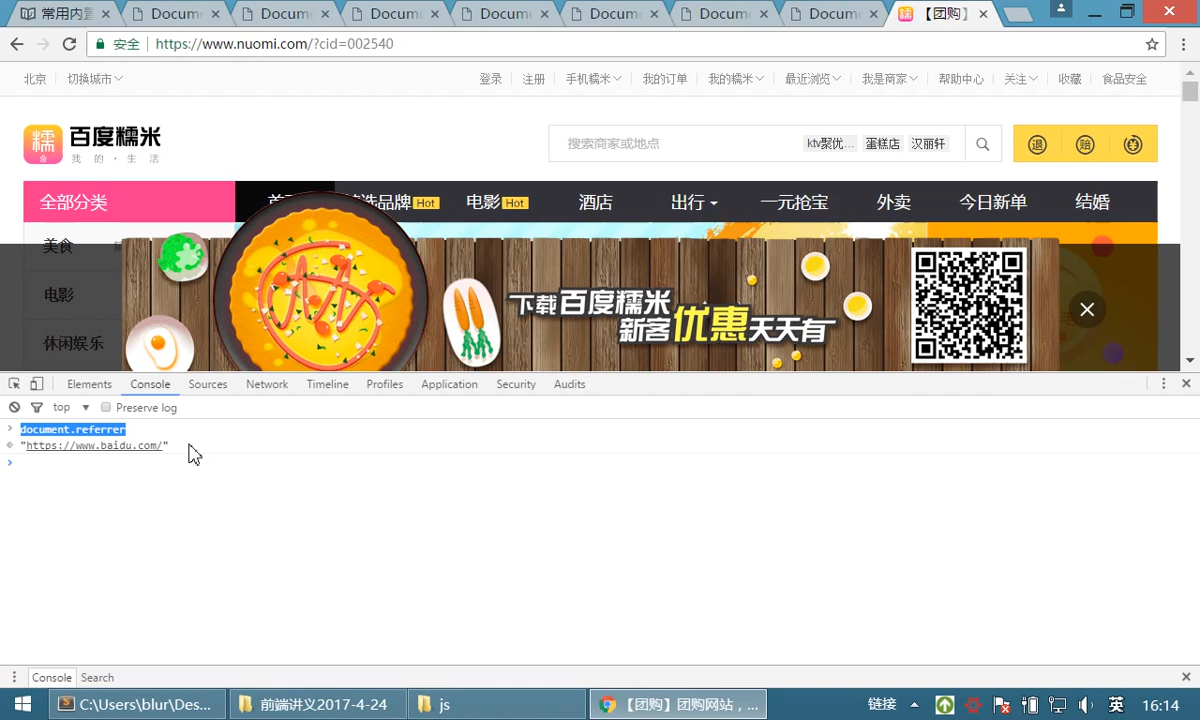 常用内置
Docum
Docum
Docum
Docum
Docum
Docum
Docum
【团购】
安全 https://www.nuomi.com/?cid=002540
北京 切换城市 登录 注册 手机糯米 我的订单 我的糯米 最近浏览 我是商家 帮助中心 关注 收藏 食品安全
糯
百度糯米
我 的 · 生 活
搜索商家或地点 ktv聚优... 蛋糕店 汉丽轩
退 赔
全部分类 精选品牌 Hot 电影 Hot 酒店 出行 一元抢宝 外卖 今日新单 结婚
美食
电影
休闲娱乐
下载百度糯米
新客优惠天天有
Elements Console Sources Network Timeline Profiles Application Security Audits
top Preserve log
document.referrer
"https://www.baidu.com/"
Console Search
C:\Users\blur\Des... 前端讲义2017-4-24 js 【团购】团购网站，... 链接 英 16:14